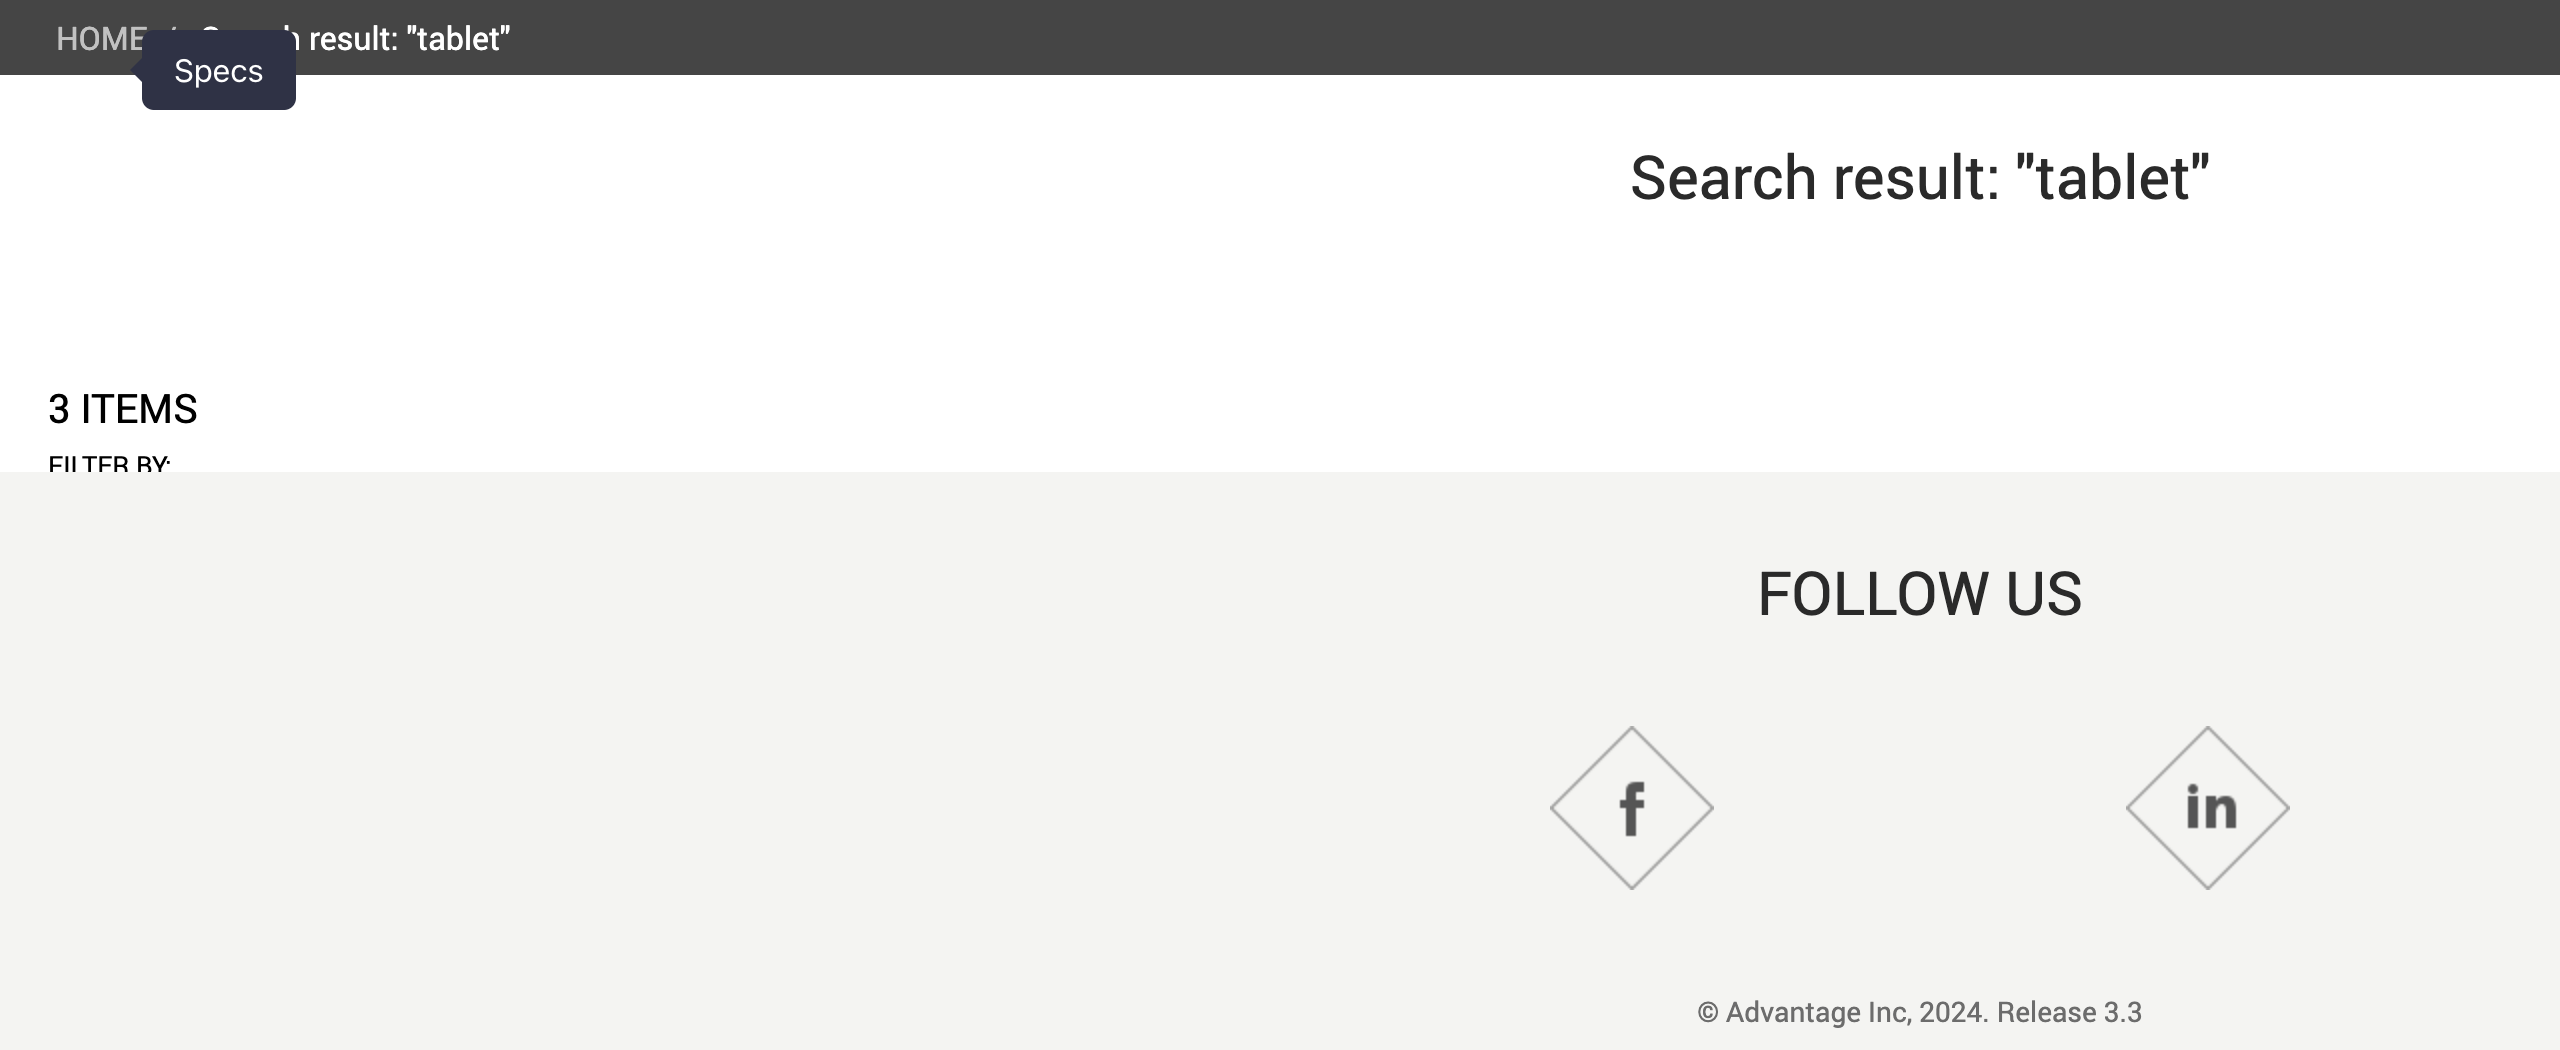 HOME result: "tablet"
Specs
Search result: "tablet"
3 ITEMS
FILTER BY:
FOLLOW US
f
in
© Advantage Inc, 2024. Release 3.3